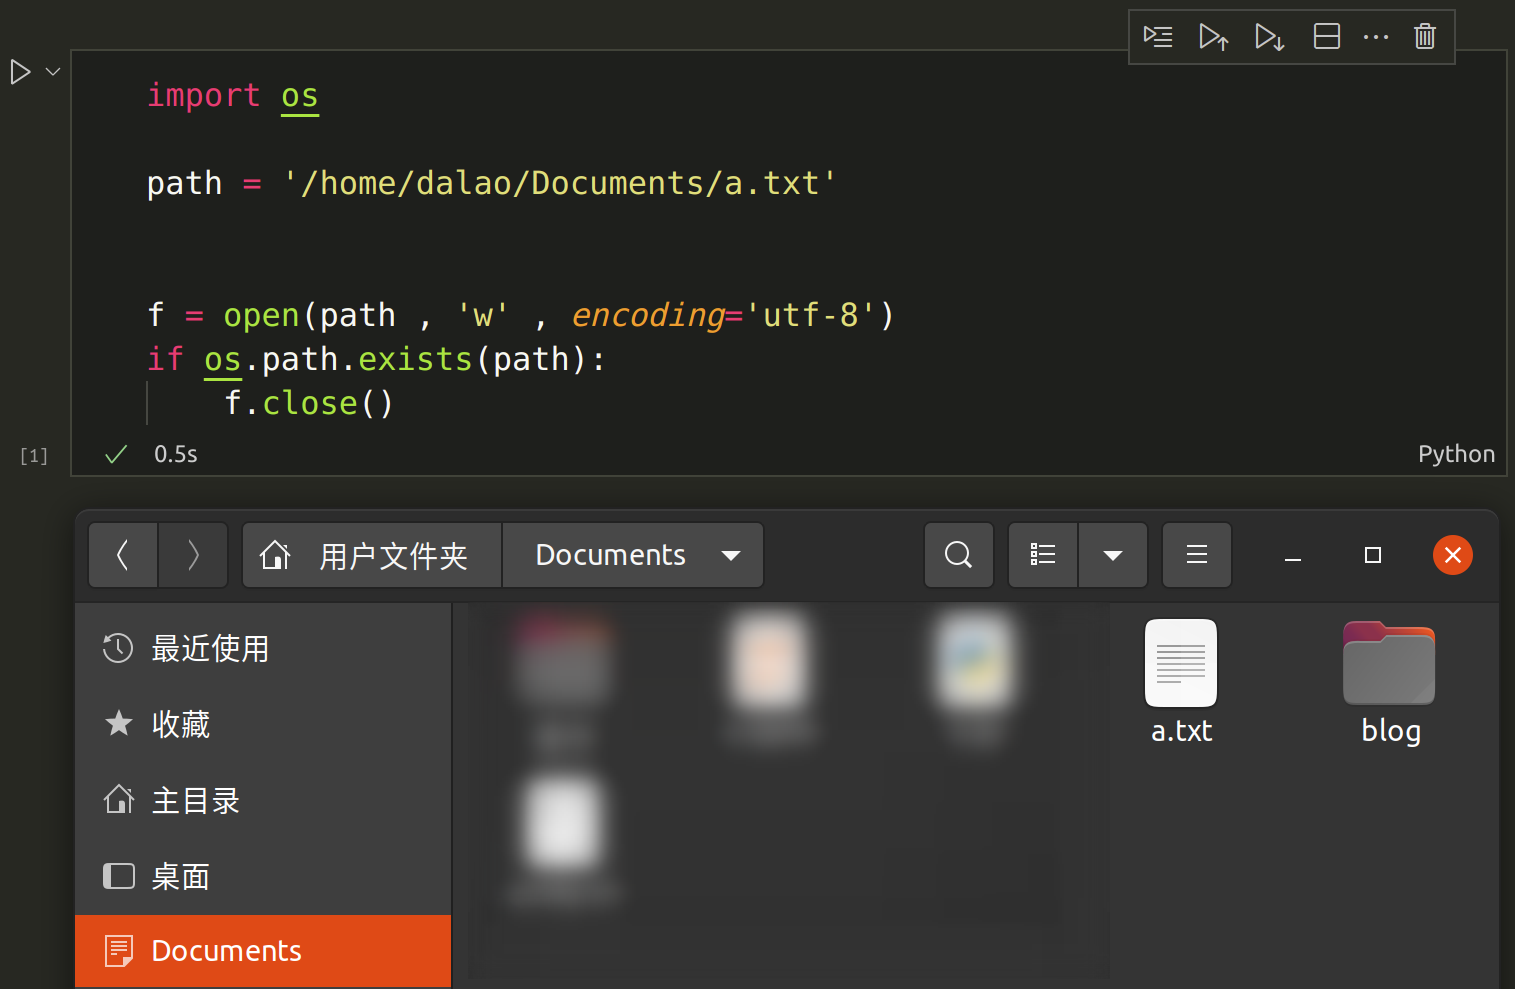 import os
path = '/home/dalao/Documents/a.txt'
f = open(path , 'w' , encoding='utf-8')
if os.path.exists(path):
    f.close()
[1]
0.5s
Python
用户文件夹
Documents
最近使用
收藏
主目录
桌面
Documents
a.txt
blog